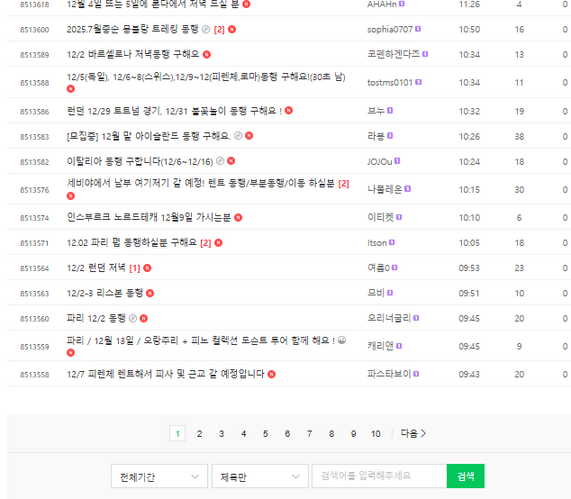 8513618 12월 4일 또는 5일에 론다에서 저녁 드실 분 AHAHn 11:26 4 0
8513600 2025.7월중순 몽블랑 트레킹 동행 [2] sophia0707 10:50 16 0
8513589 12/2 바르셀로나 저녁동행 구해요 코펜하겐다즈 10:34 13 0
8513588 12/5(독일), 12/6~8(스위스),12/9~12(피렌체,로마)동행 구해요!(30초 남) tostms0101 10:34 11 0
8513586 런던 12/29 토트넘 경기, 12/31 불꽃놀이 동행 구해요 ! 브누 10:32 19 0
8513583 [모집중] 12월 말 아이슬란드 동행 구해요. 라뵹 10:26 38 0
8513582 이탈리아 동행 구합니다(12/6~12/16) JOJOu 10:24 18 0
8513576 세비야에서 남부 여기저기 같 예정! 렌트 동행/부분동행/이동 하실분 [2] 나폴레온 10:15 30 0
8513574 인스부르크 노르드테캐 12월9일 가시는분 이티켓 10:10 6 0
8513571 12.02 파리 펍 동행하실분 구해요 [2] Itson 10:05 18 0
8513564 12/2 런던 저녁 [1] 여름0 09:53 23 0
8513563 12/2-3 리스본 동행 므비 09:51 10 0
8513560 파리 12/2 동행 오리너굴리 09:45 20 0
8513559 파리 / 12월 13일 / 오랑주리 + 피노 컬렉션 도슨트 투어 함께 해요 ! 캐리앤 09:45 9 0
8513558 12/7 피렌체 렌트해서 피사 및 근교 같 예정입니다 파스타보이 09:43 20 0
1 2 3 4 5 6 7 8 9 10 다음
전체기간 제목만 검색어를 입력해주세요 검색